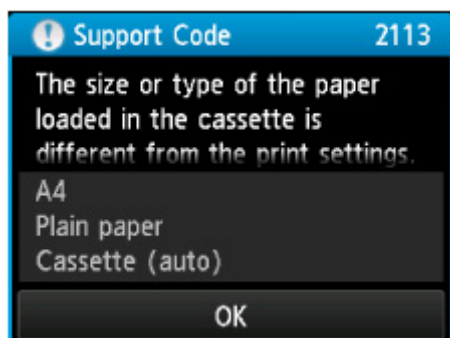 Support Code 2113
The size or type of the paper
loaded in the cassette is
different from the print settings.
A4
Plain paper
Cassette (auto)
OK